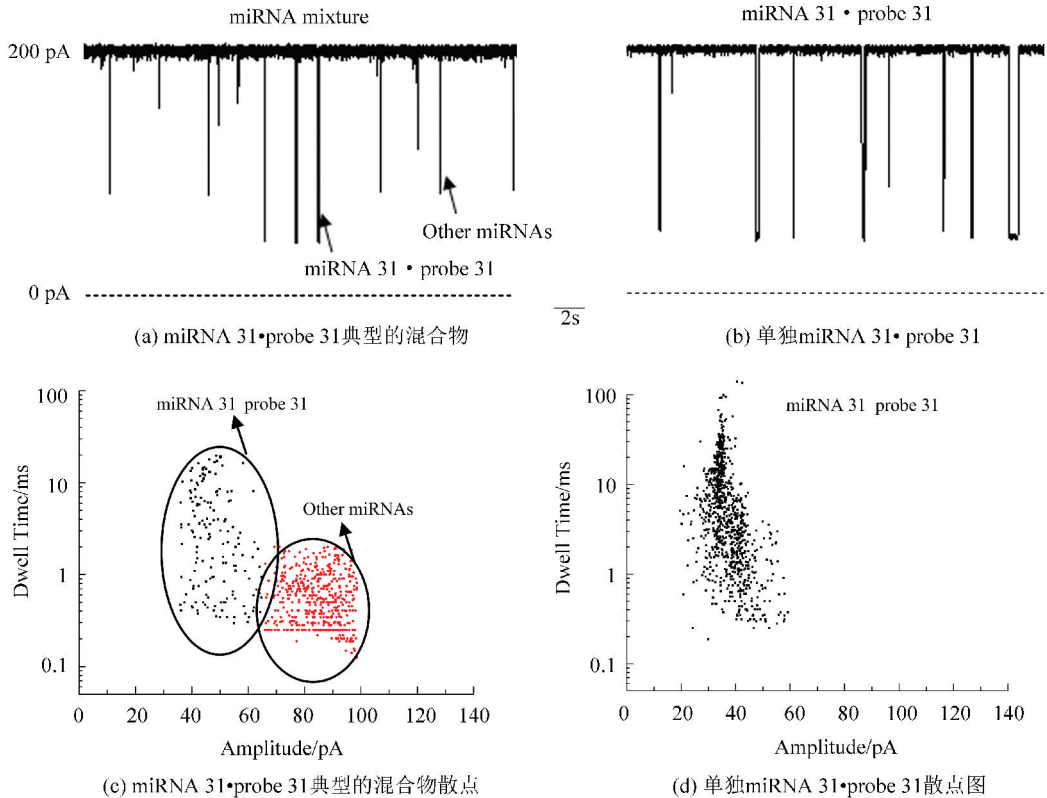 miRNA mixture
200 pA
Other miRNAs
miRNA 31 • probe 31
0 pA
(a) miRNA 31•probe 31典型的混合物
miRNA 31 • probe 31
2s
(b) 单独miRNA 31• probe 31
100
10
1
0.1
Dwell Time/ms
miRNA 31 probe 31
Other miRNAs
0 20 40 60 80 100 120 140
Amplitude/pA
(c) miRNA 31•probe 31典型的混合物散点
100
10
1
0.1
Dwell Time/ms
miRNA 31 probe 31
0 20 40 60 80 100 120 140
Amplitude/pA
(d) 单独miRNA 31•probe 31散点图